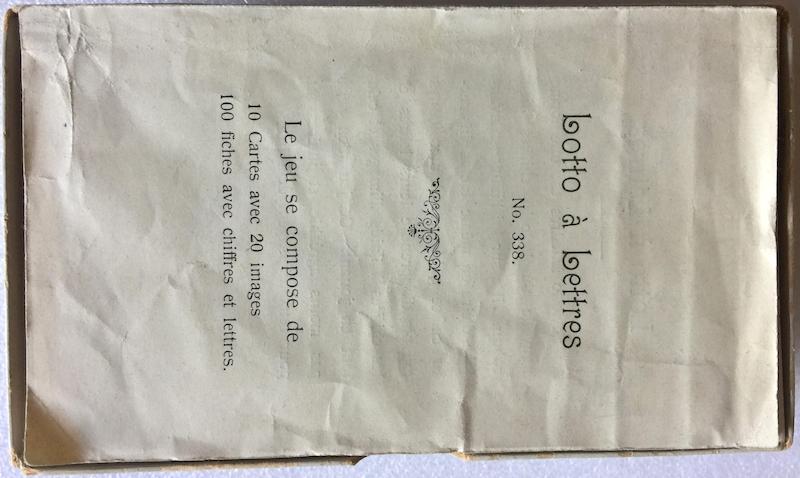 Lotto à Lettres
No. 338.
Le jeu se compose de
10 Cartes avec 20 images
100 fiches avec chiffres et lettres.